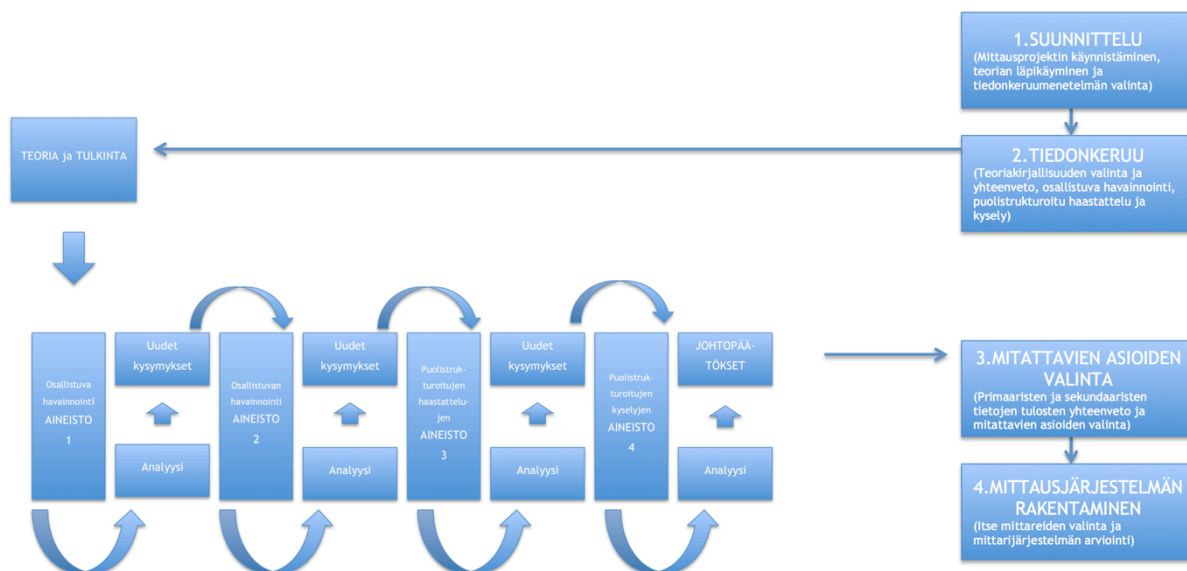 1.SUUNNITTELU
(Mittausprojektin käynnistäminen,
teorian läpikäyminen ja
tiedonkeruumenetelmän valinta)
TEORIA ja TULKINTA
2.TIEDONKERUU
(Teoriakirjallisuuden valinta ja
yhteenveto, osallistuva havainnointi,
puolistrukturoitu haastattelu ja
kysely)
Osallistuva
havainnointi
AINEISTO
1
Uudet
kysymykset
Analyysi
Osallistuvan
havainnointi
AINEISTO
2
Uudet
kysymykset
Analyysi
Puolistruk-
turoitujen
haastattelu-
jen
AINEISTO
3
Uudet
kysymykset
Analyysi
Puolistruk-
turoitujen
kyselyjen
AINEISTO
4
JOHTOPÄÄ-
TÖKSET
Analyysi
3.MITATTAVIEN ASIOIDEN
VALINTA
(Primaaristen ja sekundaaristen
tietojen tulosten yhteenveto ja
mitattavien asioiden valinta)
4.MITTAUSJÄRJESTELMÄN
RAKENTAMINEN
(Itse mittareiden valinta ja
mittarijärjestelmän arviointi)